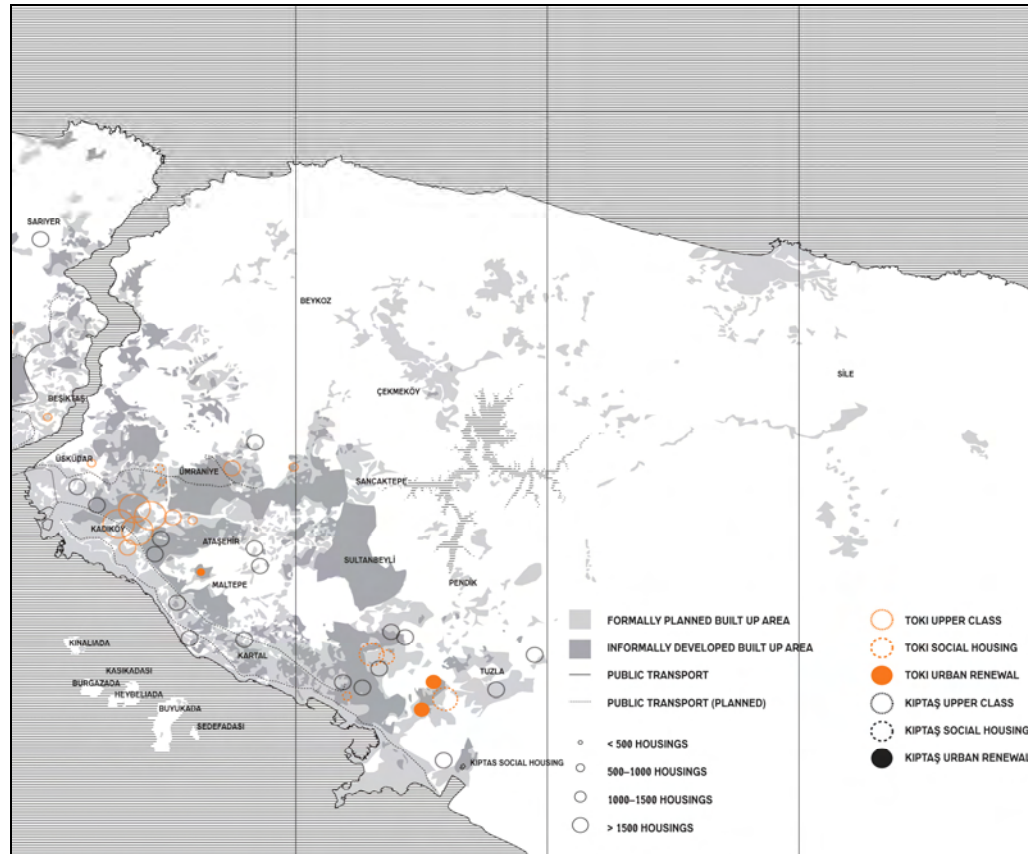 SARIYER
BEYKOZ
ŞİLE
ÇEKMEKÖY
BEŞİKTAŞ
ÜSKÜDAR
ÜMRANİYE
SANCAKTEPE
KADIKÖY
ATAŞEHİR
SULTANBEYLİ
MALTEPE
PENDİK
KINALIADA
KARTAL
TUZLA
KASIKADASI
BURGAZADA
HEYBELIADA
BUYUKADA
SEDEFADASI
KIPTAS SOCIAL HOUSING
FORMALLY PLANNED BUILT UP AREA
INFORMALLY DEVELOPED BUILT UP AREA
PUBLIC TRANSPORT
PUBLIC TRANSPORT (PLANNED)
< 500 HOUSINGS
500–1000 HOUSINGS
1000–1500 HOUSINGS
> 1500 HOUSINGS
TOKI UPPER CLASS
TOKI SOCIAL HOUSING
TOKI URBAN RENEWAL
KIPTAŞ UPPER CLASS
KIPTAŞ SOCIAL HOUSING
KIPTAŞ URBAN RENEWAL